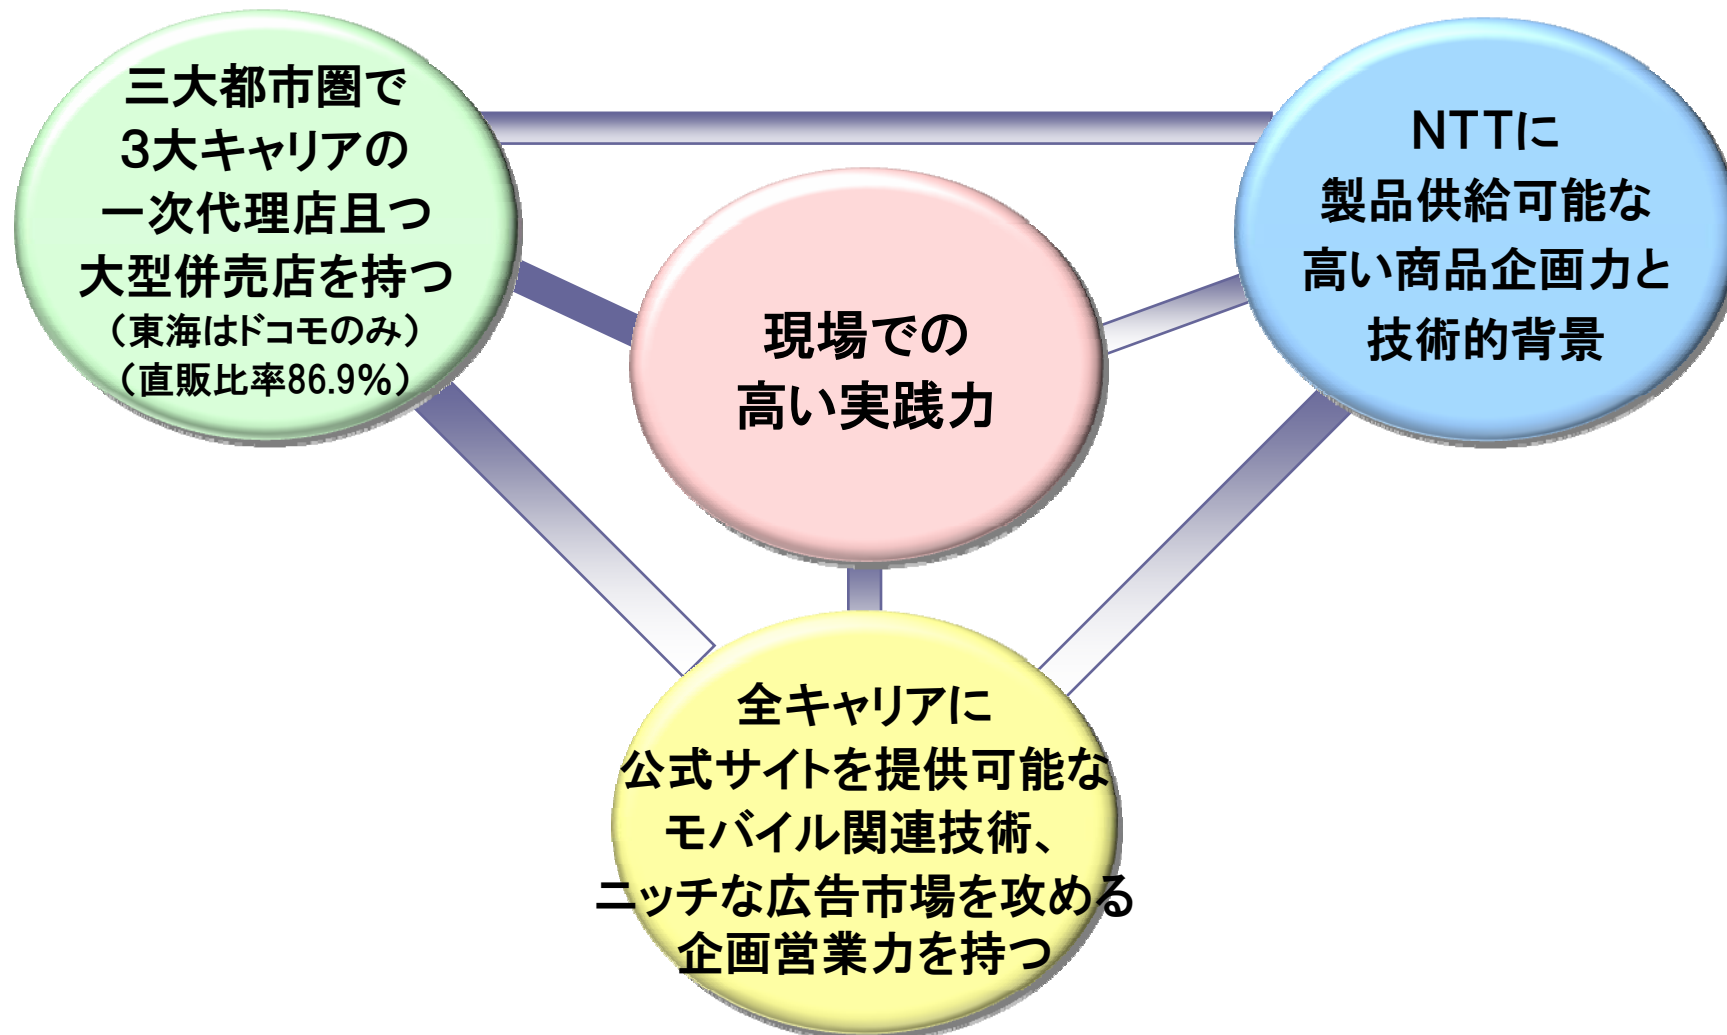 三大都市圏で
3大キャリアの
一次代理店且つ
大型併売店を持つ
（東海はドコモのみ）
（直販比率86.9%）
NTTに
製品供給可能な
高い商品企画力と
技術的背景
現場での
高い実践力
全キャリアに
公式サイトを提供可能な
モバイル関連技術、
ニッチな広告市場を攻める
企画営業力を持つ